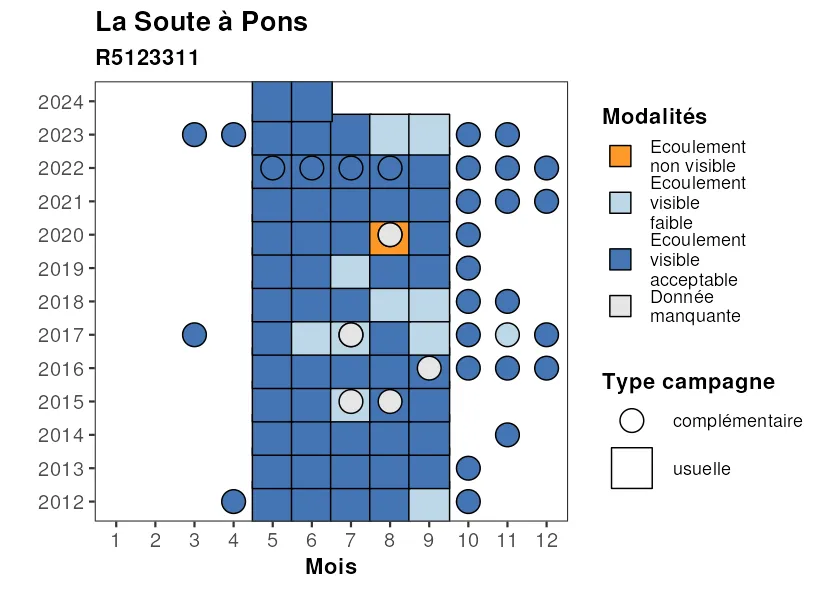 La Soute à Pons
R5123311
2024
2023
2022
2021
2020
2019
2018
2017
2016
2015
2014
2013
2012
1 2 3 4 5 6 7 8 9 10 11 12
Mois
Modalités
Ecoulement
non visible
Ecoulement
visible
faible
Ecoulement
visible
acceptable
Donnée
manquante
Type campagne
complémentaire
usuelle